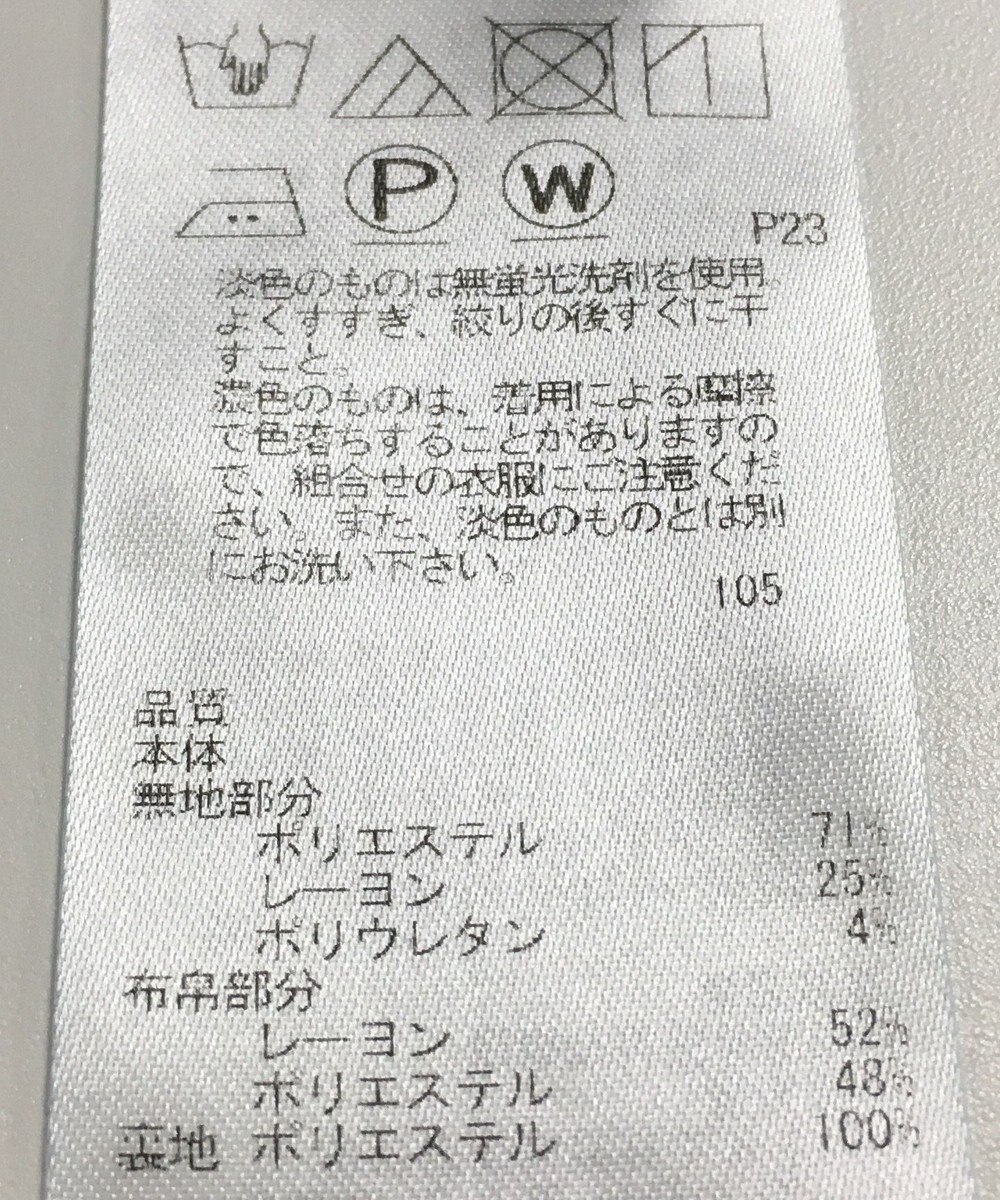 P W
P23
淡色のものは無蛍光洗剤を使用。
よくすすぎ、絞りの後すぐに干
すこと。
濃色のものは、着用による摩擦
で色落ちすることがありますの
で、組合せの衣服にご注意くだ
さい。また、淡色のものとは別
にお洗い下さい。
105
品質
本体
無地部分
ポリエステル 71%
レーヨン 25%
ポリウレタン 4%
布帛部分
レーヨン 52%
ポリエステル 48%
裏地 ポリエステル 100%